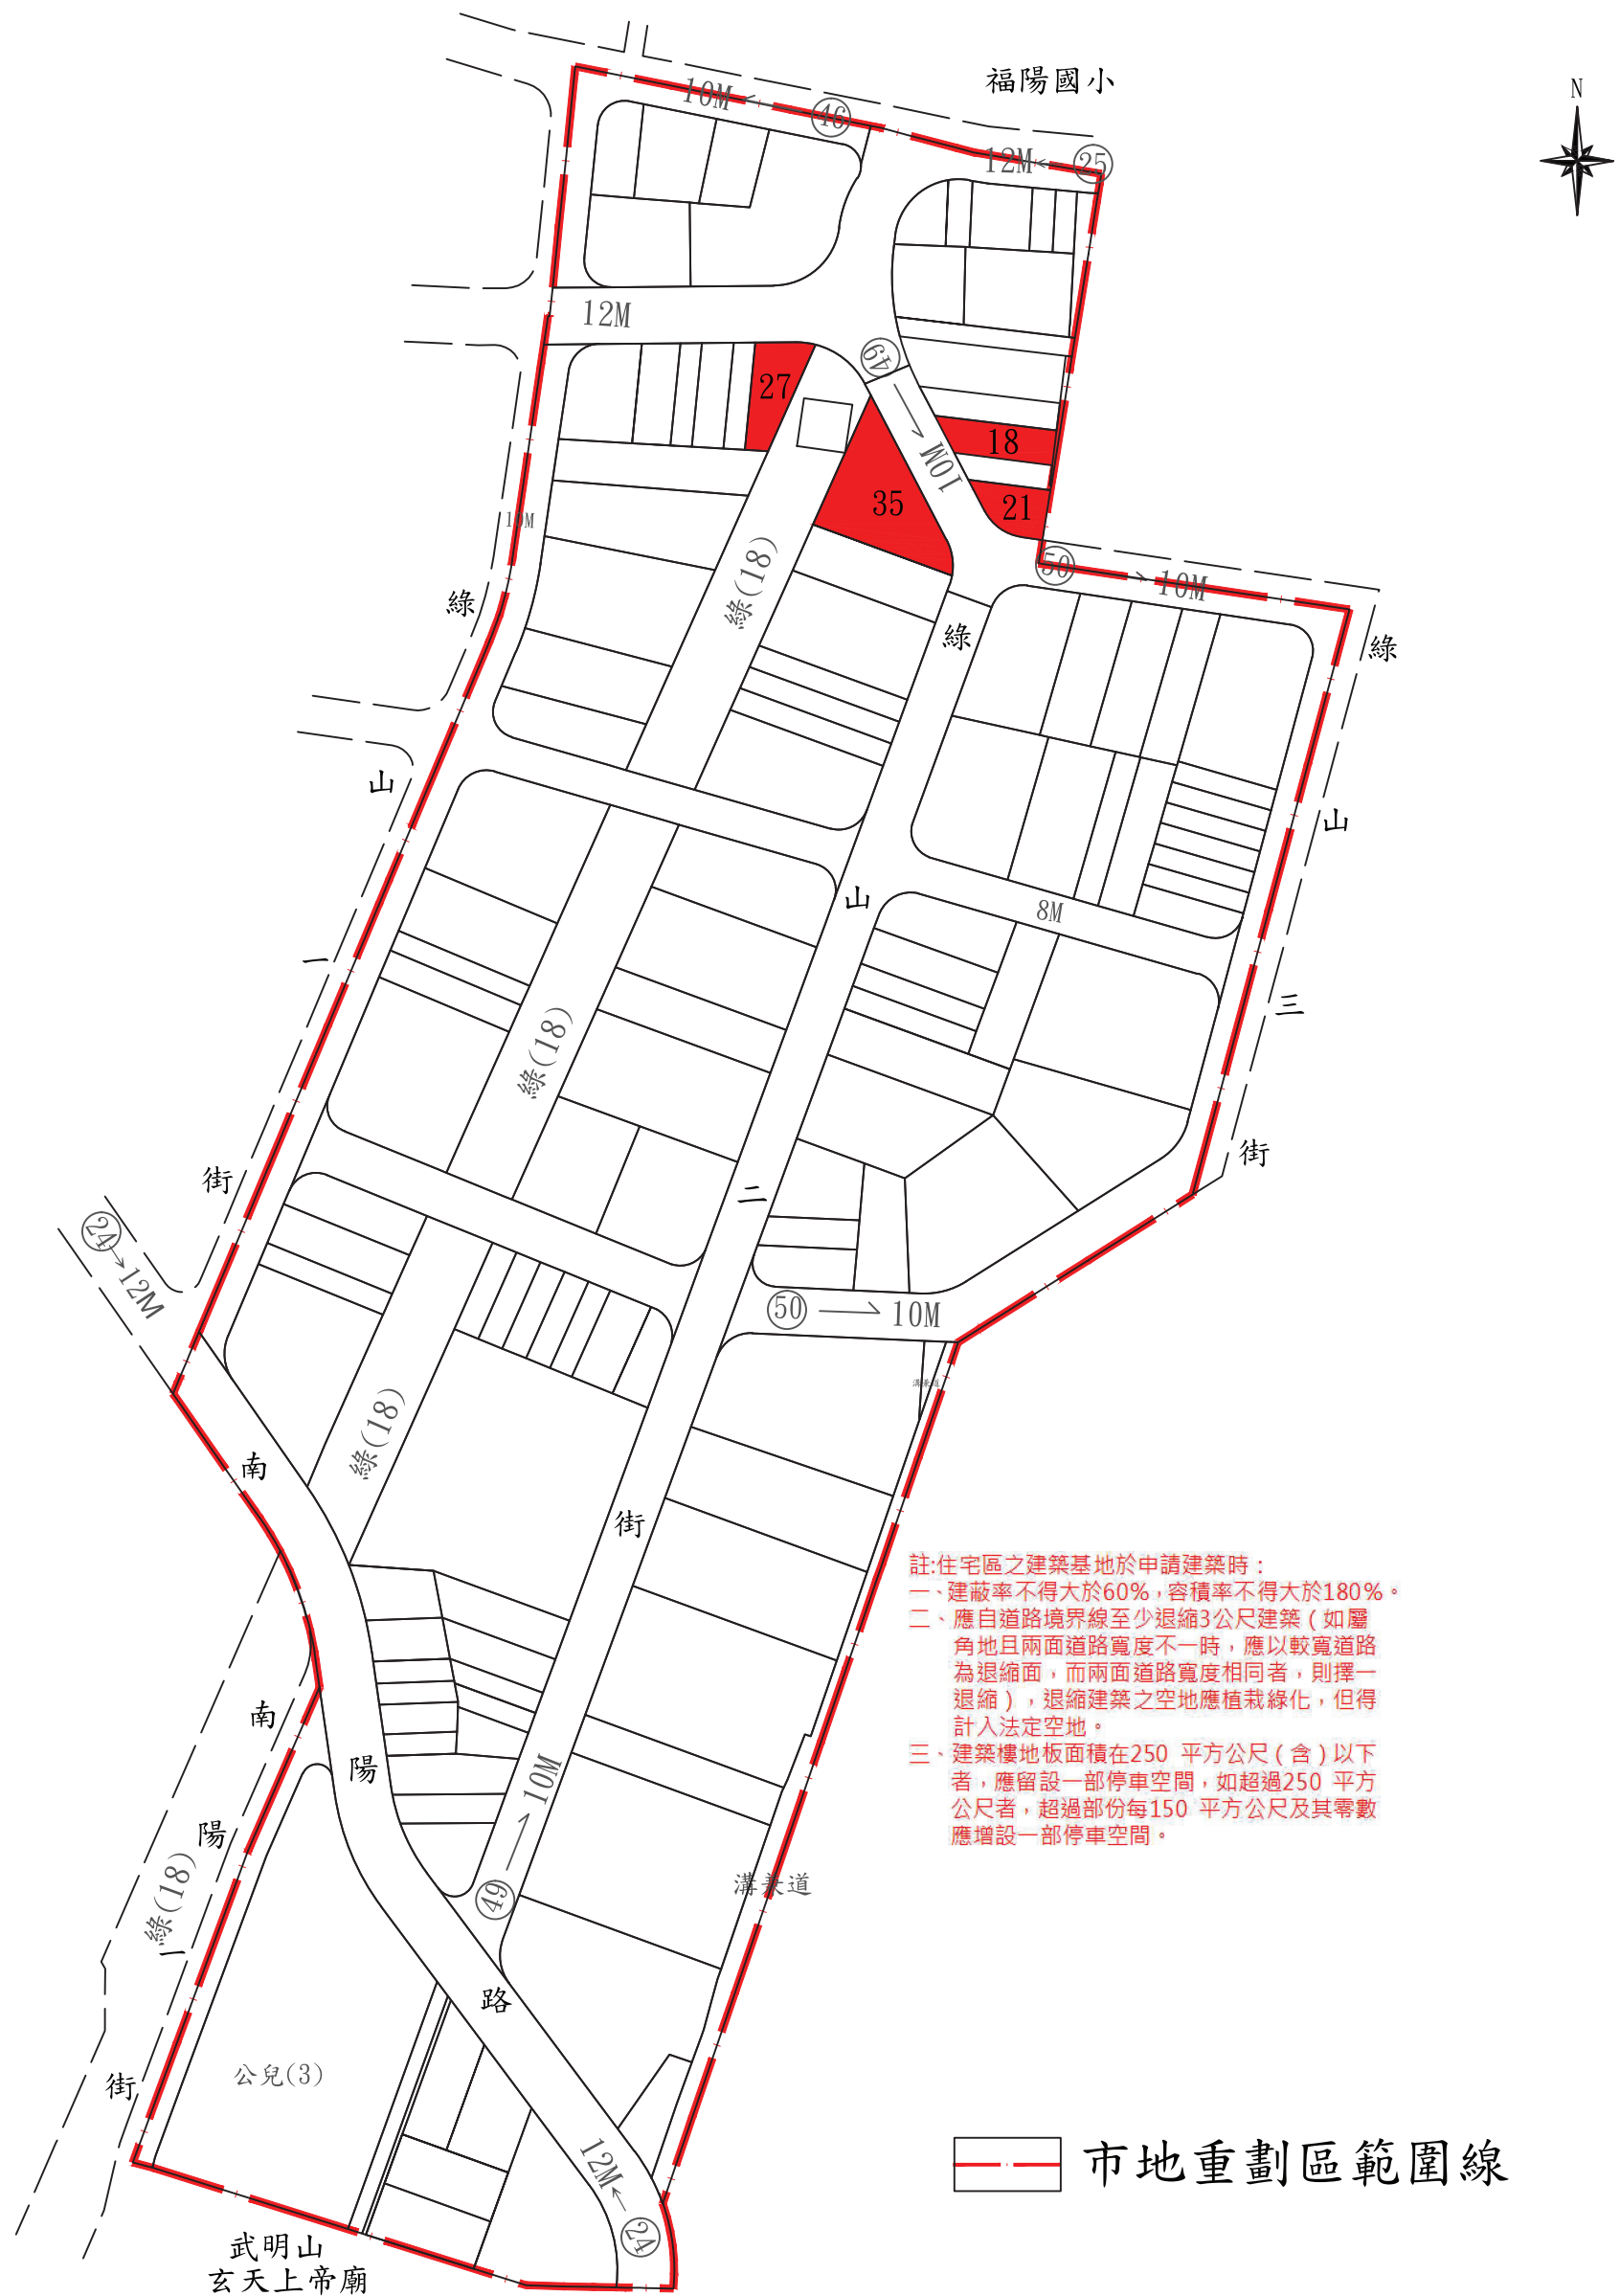 福陽國小
N
10M
46
12M
25
12M
49
10M
27
18
35
21
10M
綠(18)
50
10M
綠山一街
綠山二街
綠山三街
8M
綠(18)
24
12M
50
10M
溝兼道
綠(18)
南陽路
南陽一街
註:住宅區之建築基地於申請建築時：
一、建蔽率不得大於60%，容積率不得大於180%。
二、應自道路境界線至少退縮3公尺建築（如屬
角地且兩面道路寬度不一時，應以較寬道路
為退縮面，而兩面道路寬度相同者，則擇一
退縮），退縮建築之空地應植栽綠化，但得
計入法定空地。
三、建築樓地板面積在250 平方公尺（含）以下
者，應留設一部停車空間，如超過250 平方
公尺者，超過部份每150 平方公尺及其零數
應增設一部停車空間。
10M
49
溝兼道
綠(18)
公兒(3)
12M
24
市地重劃區範圍線
武明山
玄天上帝廟